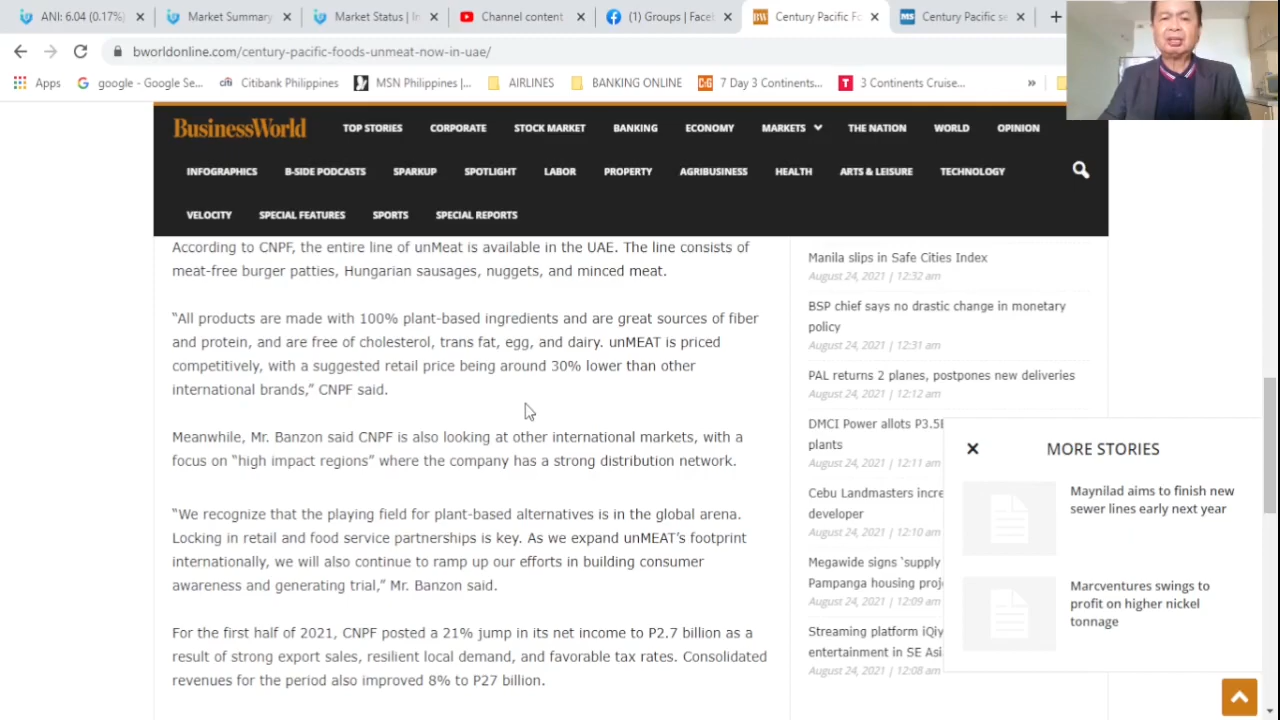 ANI: 6.04 (0.17%)
Market Summary
Market Status | In
Channel content
(1) Groups | Faceb
Century Pacific Fo
Century Pacific se
bworldonline.com/century-pacific-foods-unmeat-now-in-uae/
Apps
google - Google Se...
Citibank Philippines
MSN Philippines |...
AIRLINES
BANKING ONLINE
7 Day 3 Continents...
3 Continents Cruise...
»
BusinessWorld
TOP STORIES
CORPORATE
STOCK MARKET
BANKING
ECONOMY
MARKETS
THE NATION
WORLD
OPINION
INFOGRAPHICS
B-SIDE PODCASTS
SPARKUP
SPOTLIGHT
LABOR
PROPERTY
AGRIBUSINESS
HEALTH
ARTS & LEISURE
TECHNOLOGY
VELOCITY
SPECIAL FEATURES
SPORTS
SPECIAL REPORTS
According to CNPF, the entire line of unMeat is available in the UAE. The line consists of
meat-free burger patties, Hungarian sausages, nuggets, and minced meat.
“All products are made with 100% plant-based ingredients and are great sources of fiber
and protein, and are free of cholesterol, trans fat, egg, and dairy. unMEAT is priced
competitively, with a suggested retail price being around 30% lower than other
international brands,” CNPF said.
Meanwhile, Mr. Banzon said CNPF is also looking at other international markets, with a
focus on “high impact regions” where the company has a strong distribution network.
“We recognize that the playing field for plant-based alternatives is in the global arena.
Unlocking retail and food service partnerships is key. As we expand unMEAT’s footprint
internationally, we will also continue to ramp up our efforts in building consumer
awareness and generating trial,” Mr. Banzon said.
For the first half of 2021, CNPF posted a 21% jump in its net income to P2.7 billion as a
result of strong export sales, resilient local demand, and favorable tax rates. Consolidated
revenues for the period also improved 8% to P27 billion.
Manila slips in Safe Cities Index
August 24, 2021 | 12:32 am
BSP chief says no drastic change in monetary
policy
August 24, 2021 | 12:31 am
PAL returns 2 planes, postpones new deliveries
August 24, 2021 | 12:12 am
DMCI Power allots P3.5B
plants
August 24, 2021 | 12:11 am
Cebu Landmasters incre
developer
August 24, 2021 | 12:10 am
Megawide signs ‘supply
Pampanga housing proj
August 24, 2021 | 12:09 am
Streaming platform iQiy
entertainment in SE Asi
August 24, 2021 | 12:08 am
MORE STORIES
Maynilad aims to finish new
sewer lines early next year
Marcventures swings to
profit on higher nickel
tonnage